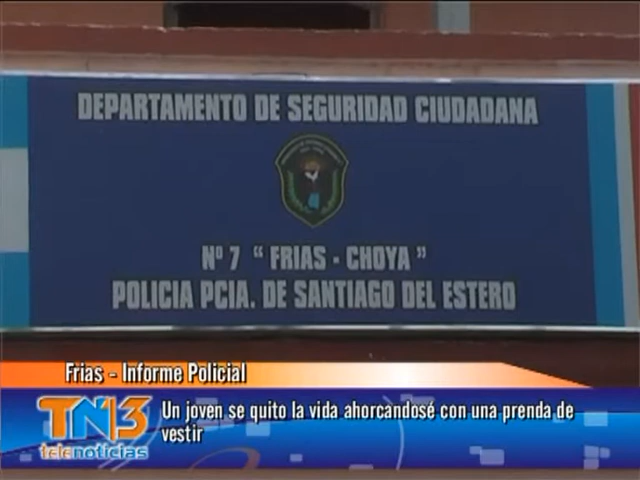 DEPARTAMENTO DE SEGURIDAD CIUDADANA
Nº 7 “ FRIAS - CHOYA ”
POLICIA PCIA. DE SANTIAGO DEL ESTERO
Frias - Informe Policial
Un joven se quito la vida ahorcándosé con una prenda de
vestir
TN13
telenoticias